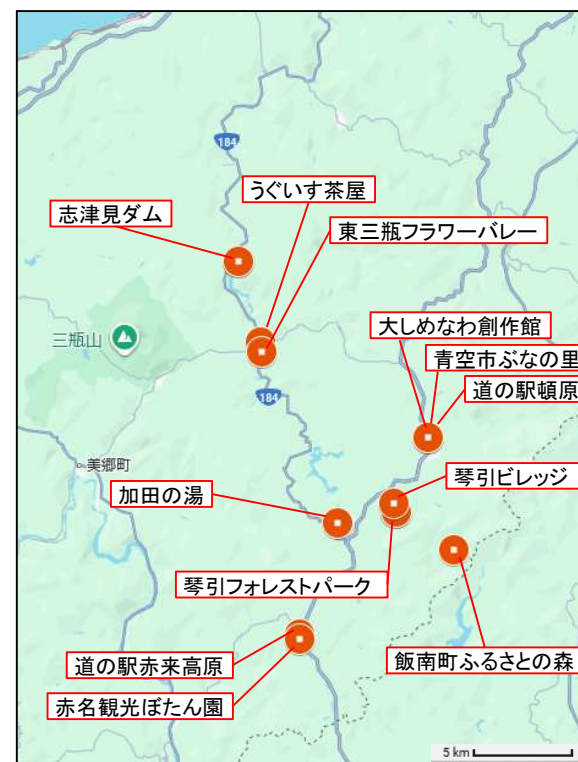 184
うぐいす茶屋
志津見ダム
東三瓶フラワーバレー
大しめなわ創作館
三瓶山
青空市ぶなの里
道の駅頓原
184
美郷町
琴引ビレッジ
加田の湯
琴引フォレストパーク
道の駅赤来高原
飯南町ふるさとの森
赤名観光ぼたん園
5 km